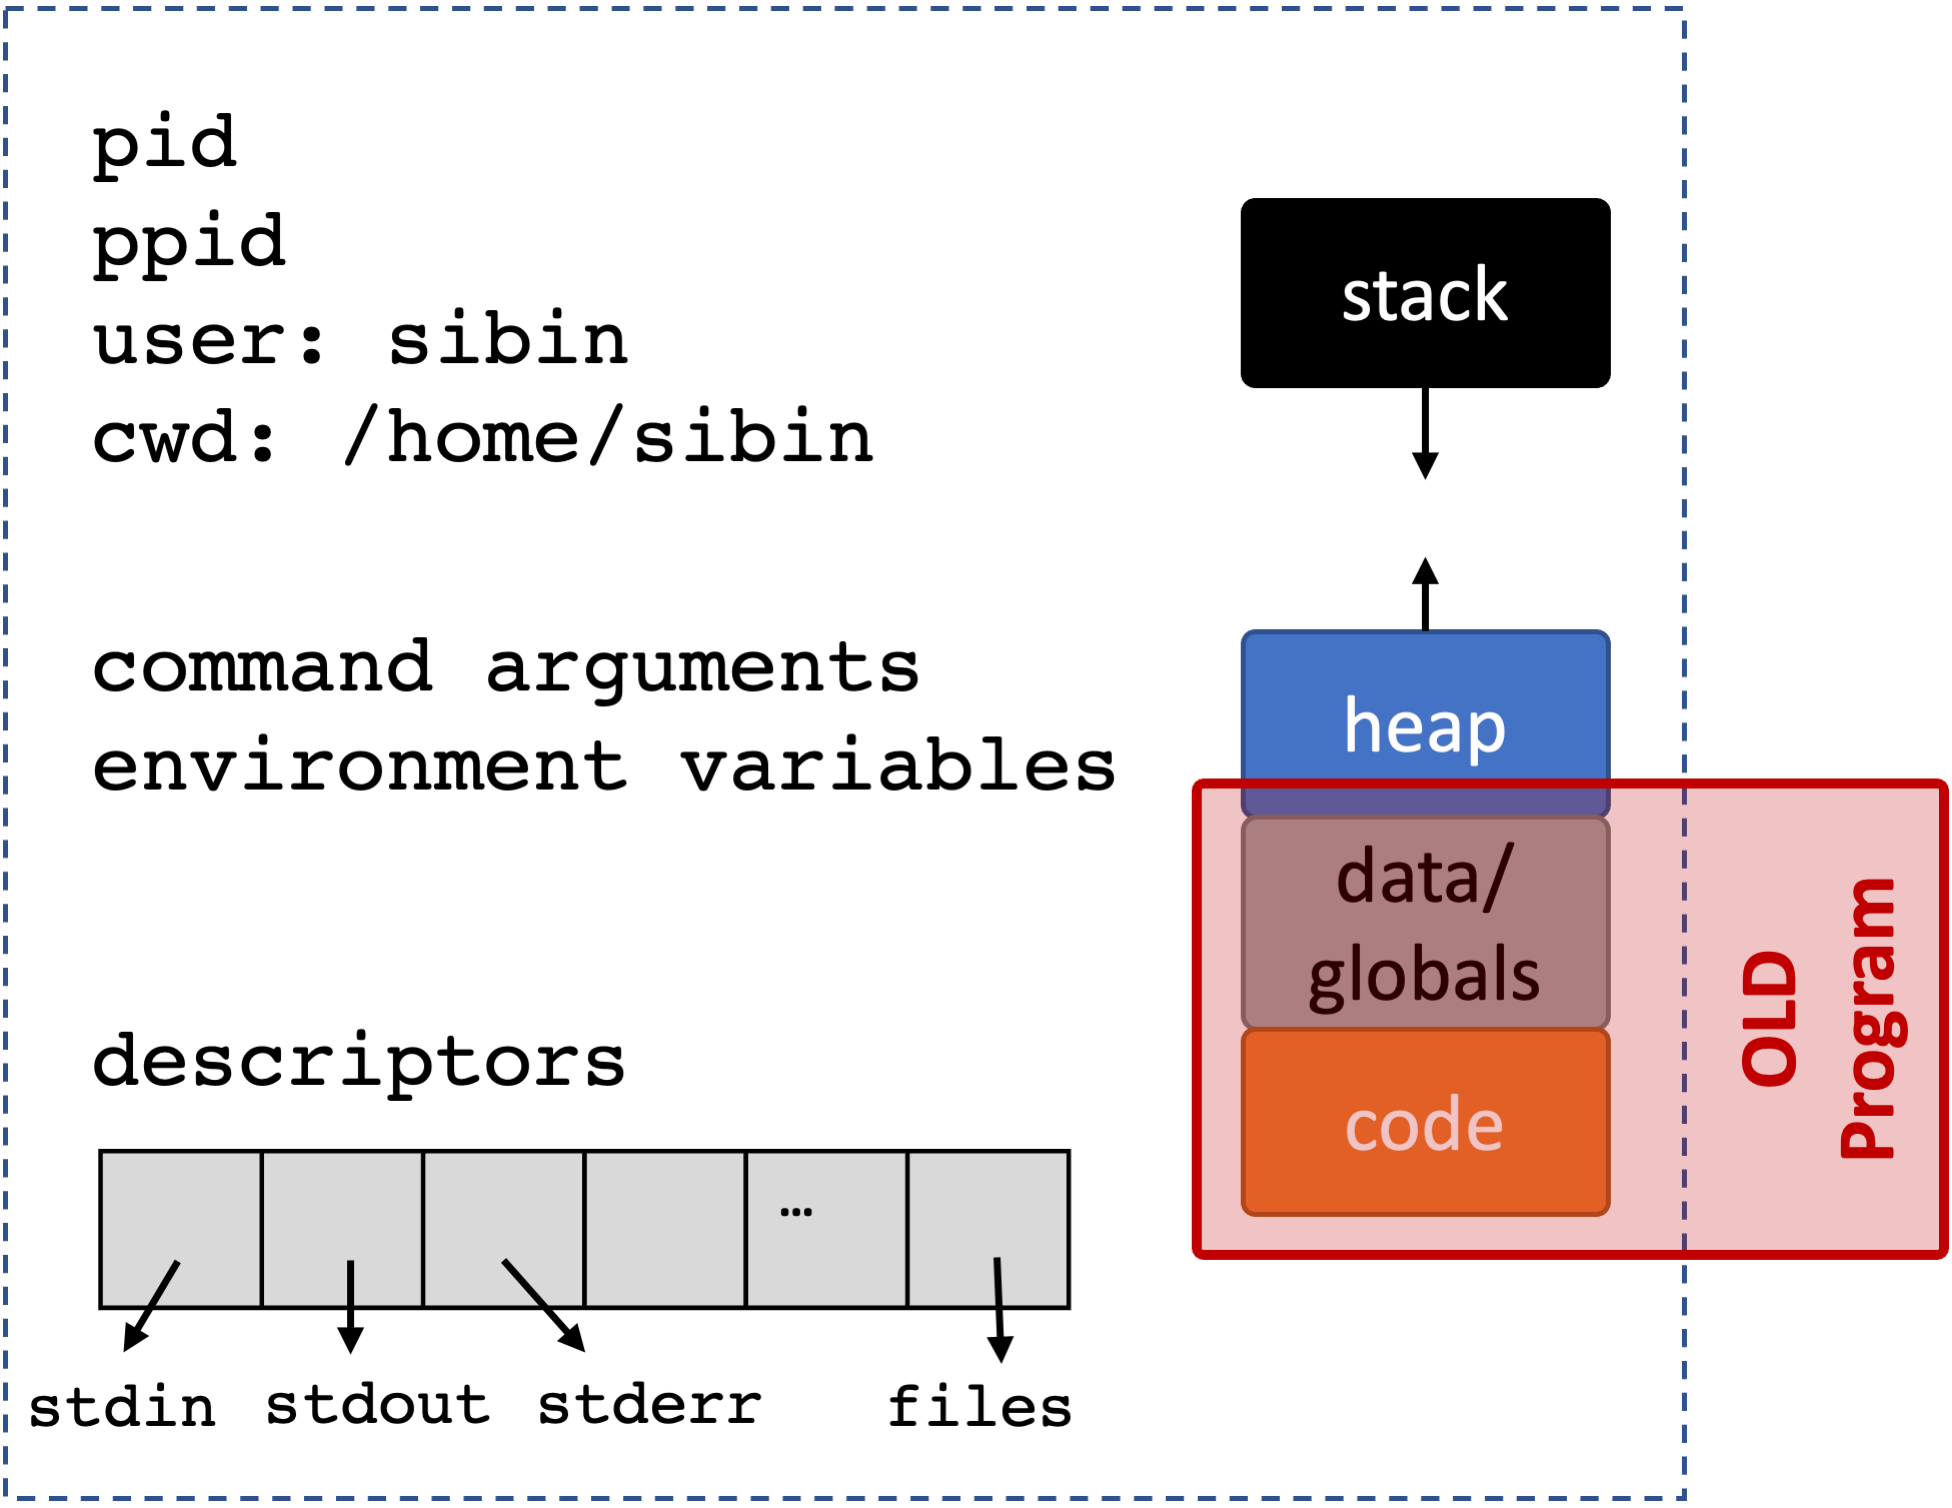 pid
ppid
user: sibin
cwd: /home/sibin
command arguments
environment variables
descriptors
...
stdin stdout stderr files
stack
heap
data/
globals
code
OLD
Program